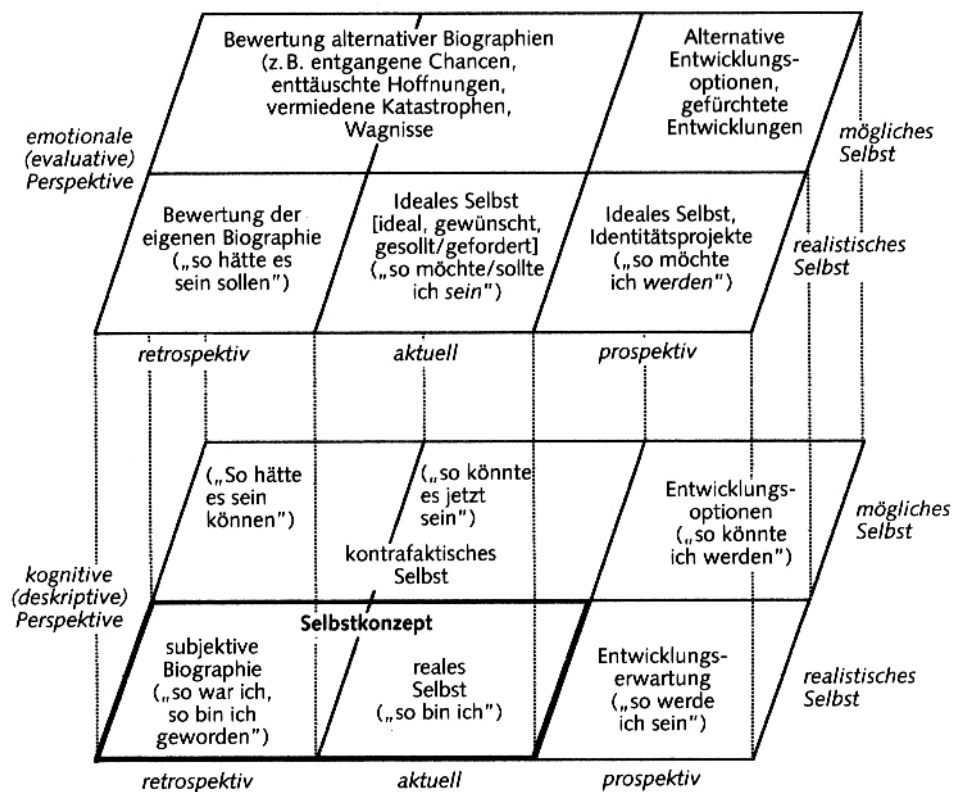 Bewertung alternativer Biographien
(z. B. entgangene Chancen,
enttäuschte Hoffnungen,
vermiedene Katastrophen,
Wagnisse
Alternative
Entwicklungs-
optionen,
gefürchtete
Entwicklungen
emotionale
(evaluative)
Perspektive
mögliches
Selbst
Bewertung der
eigenen Biographie
(„so hätte es
sein sollen")
Ideales Selbst
[ideal, gewünscht,
gesollt/gefordert]
(„so möchte/sollte
ich sein")
Ideales Selbst,
Identitätsprojekte
(„so möchte
ich werden")
realistisches
Selbst
retrospektiv
aktuell
prospektiv
(„So hätte
es sein
können")
(„so könnte
es jetzt
sein")
kontrafaktisches
Selbst
Entwicklungs-
optionen
(„so könnte
ich werden")
mögliches
Selbst
kognitive
(deskriptive)
Perspektive
Selbstkonzept
subjektive
Biographie
(„so war ich,
so bin ich
geworden")
reales
Selbst
(„so bin ich")
Entwicklungs-
erwartung
(„so werde
ich sein")
realistisches
Selbst
retrospektiv
aktuell
prospektiv